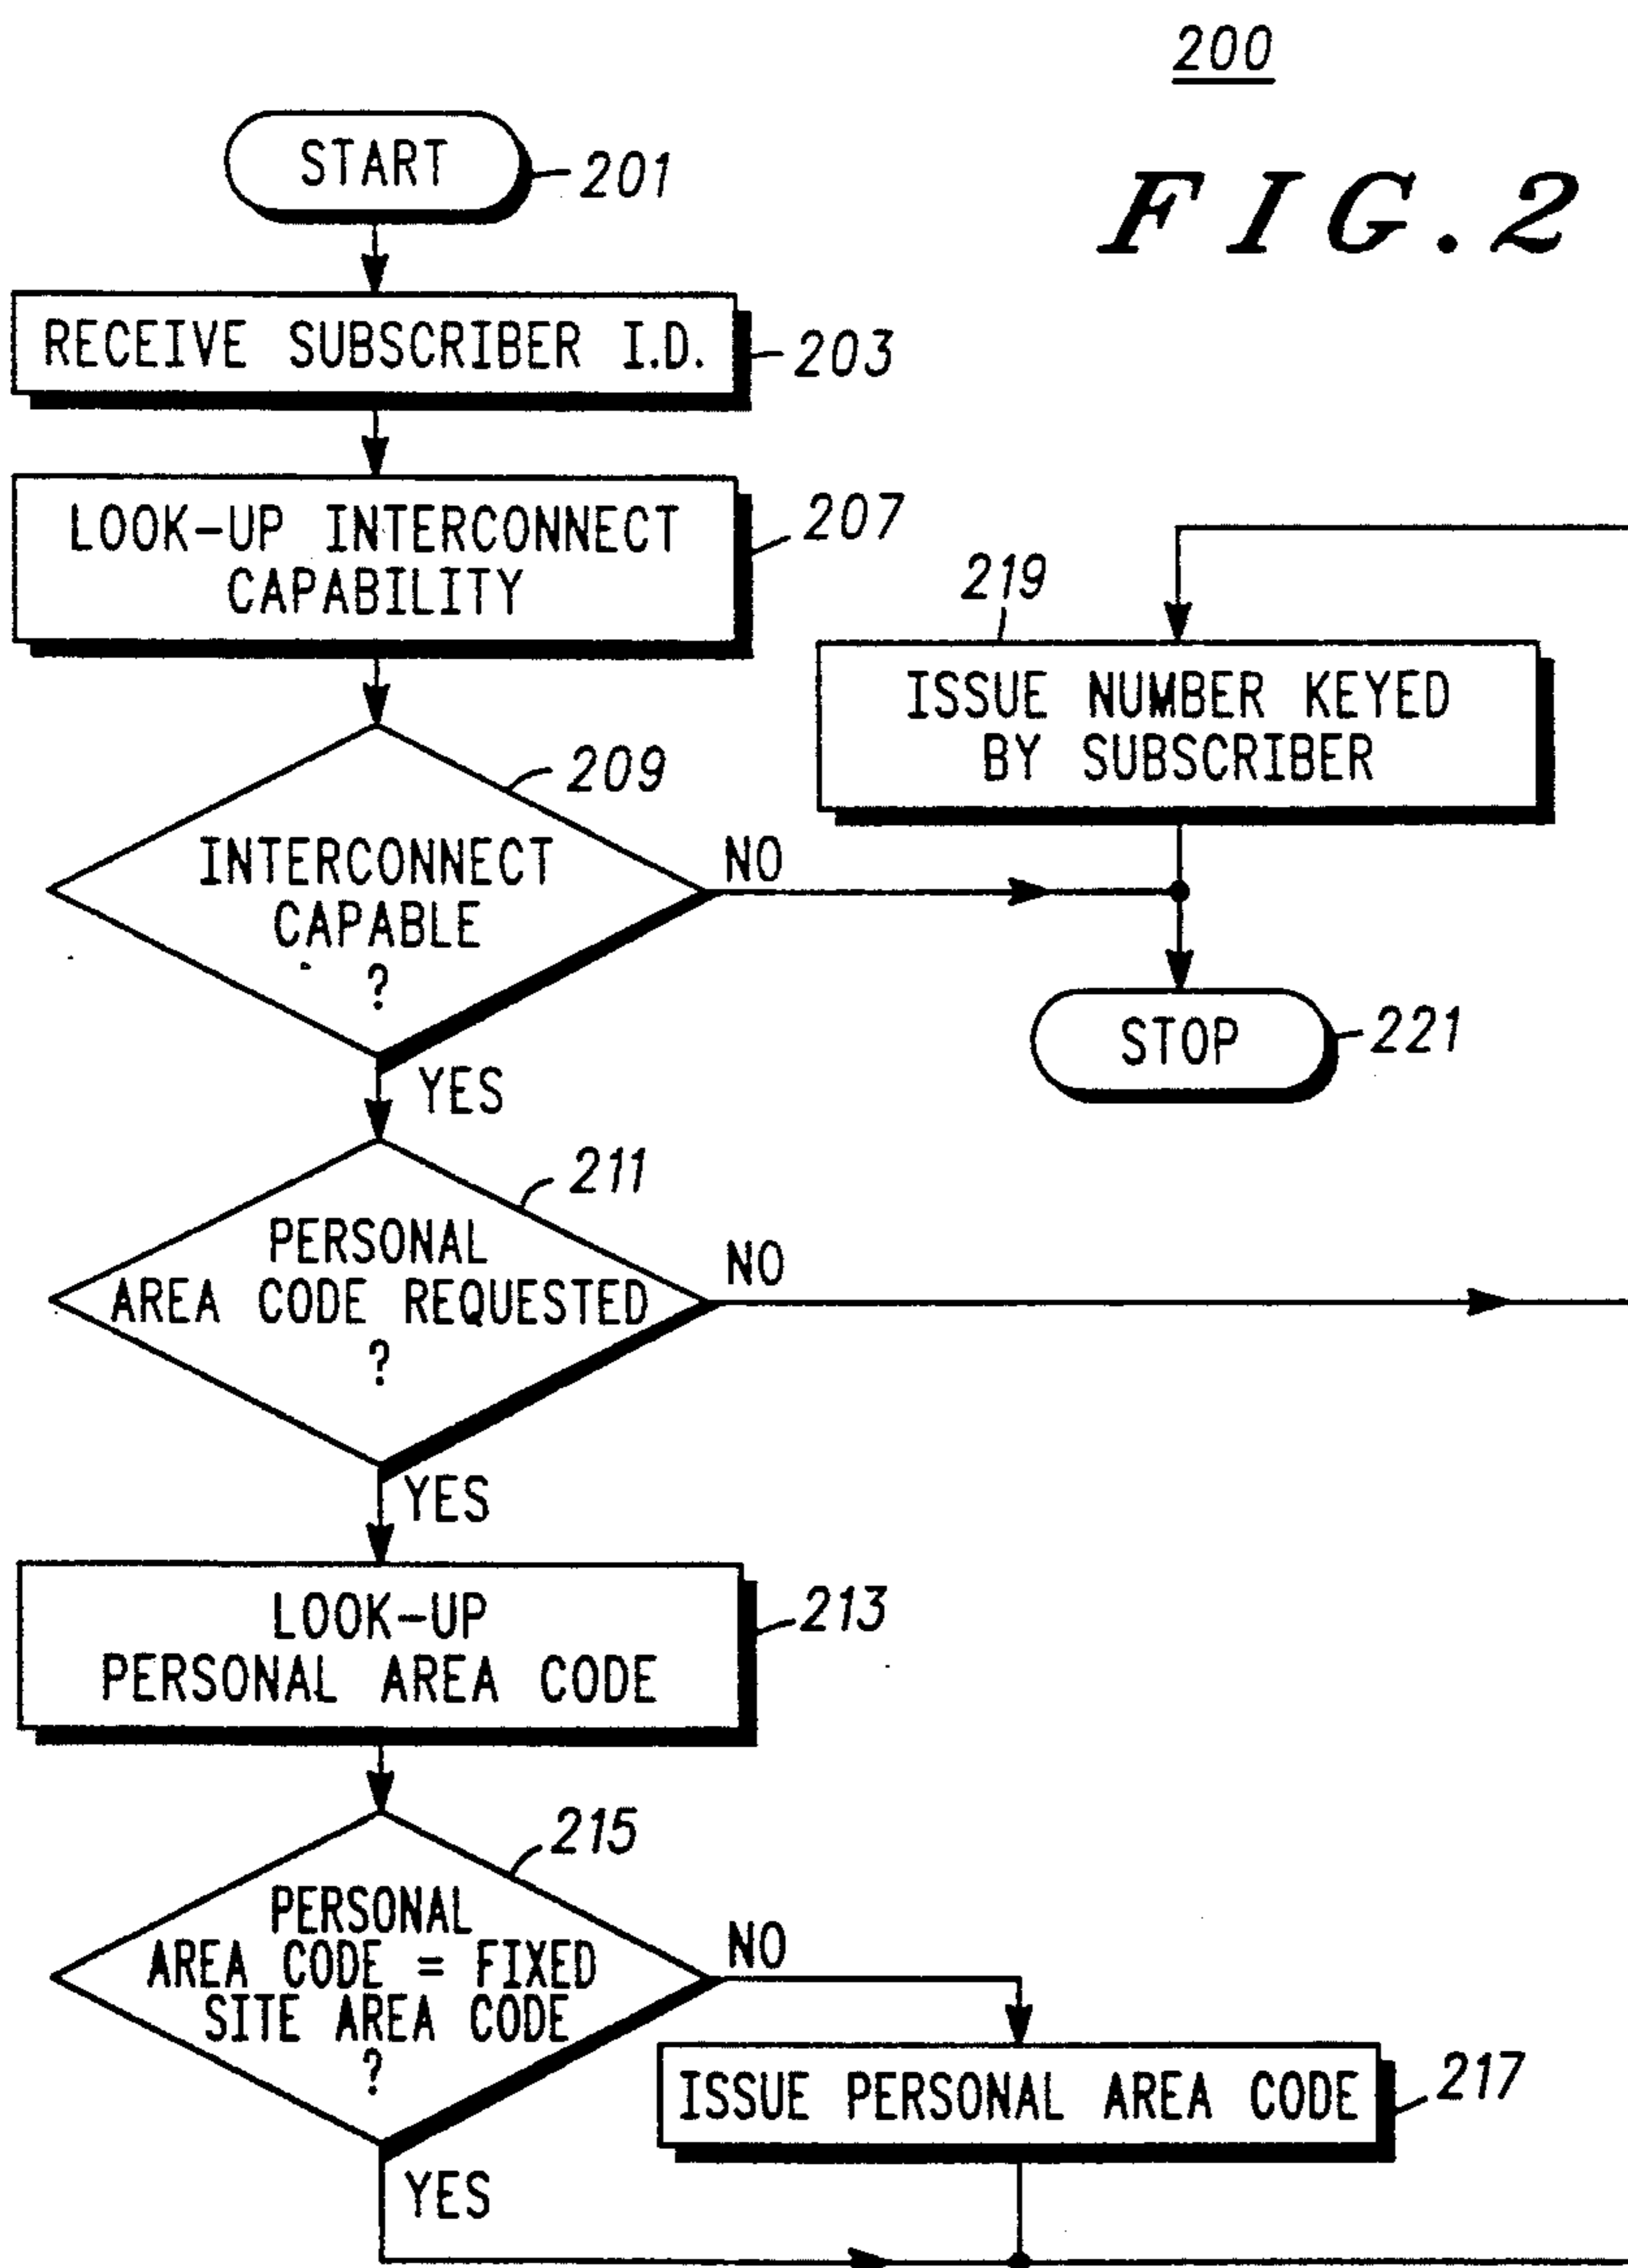 200
FIG.2
START
201
RECEIVE SUBSCRIBER I.D.
203
LOOK-UP INTERCONNECT
CAPABILITY
207
219
ISSUE NUMBER KEYED
BY SUBSCRIBER
209
INTERCONNECT
CAPABLE
?
NO
YES
STOP
221
211
PERSONAL
AREA CODE REQUESTED
?
NO
YES
LOOK-UP
PERSONAL AREA CODE
213
215
PERSONAL
AREA CODE = FIXED
SITE AREA CODE
?
NO
YES
ISSUE PERSONAL AREA CODE
217